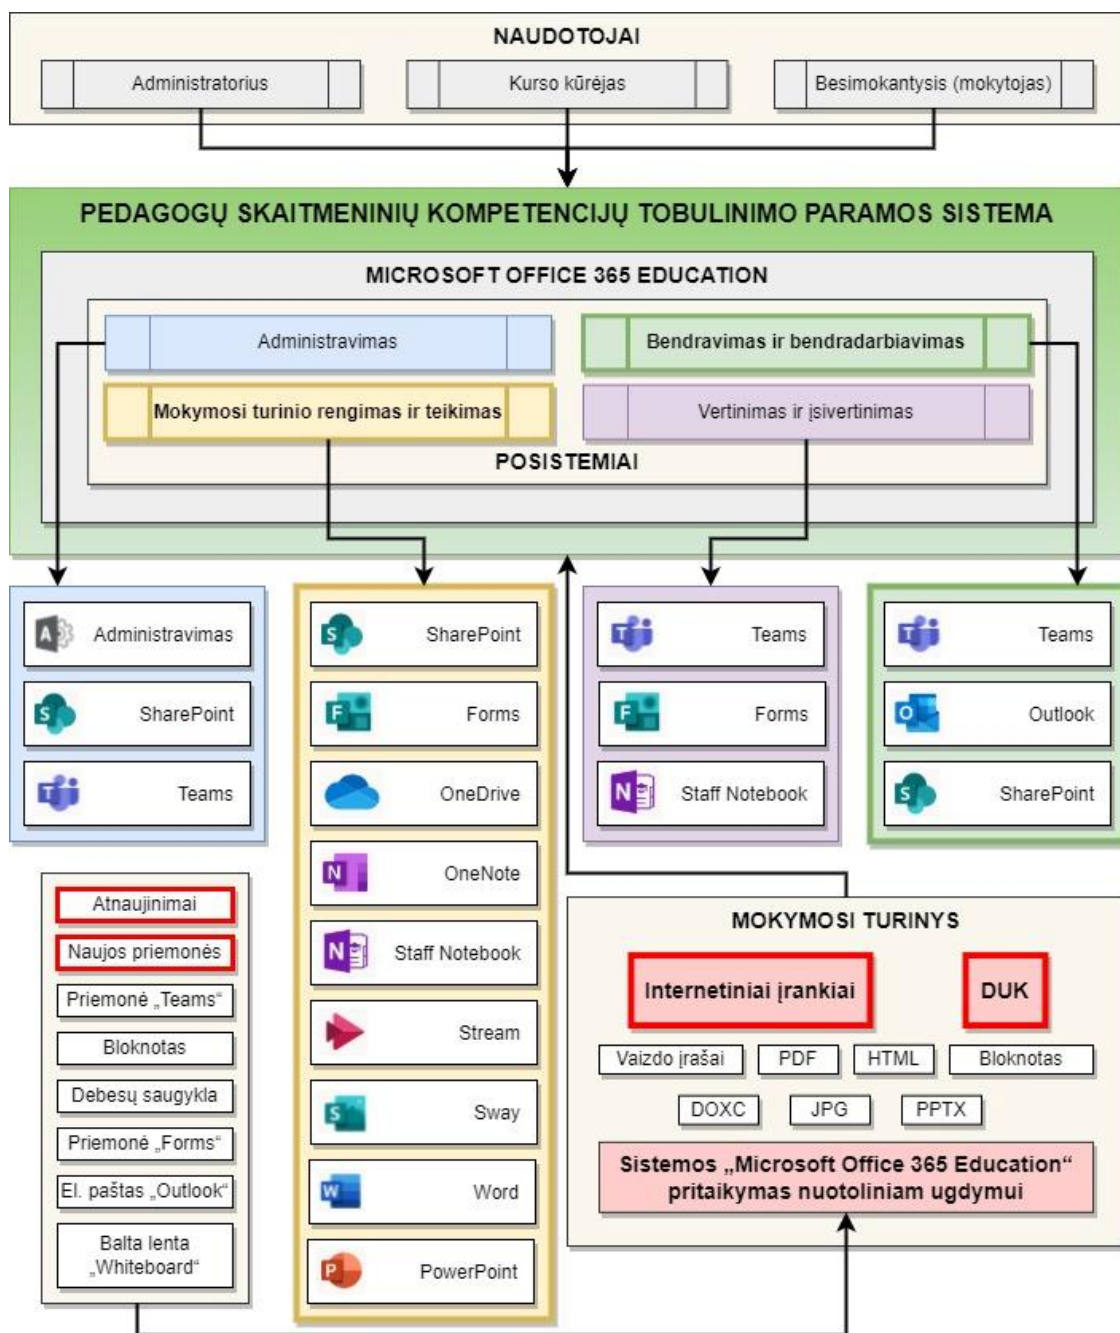 NAUDOTOJAI
Administratorius
Kurso kūrėjas
Besimokantysis (mokytojas)
PEDAGOGŲ SKAITMENINIŲ KOMPETENCIJŲ TOBULINIMO PARAMOS SISTEMA
MICROSOFT OFFICE 365 EDUCATION
Administravimas
Bendravimas ir bendradarbiavimas
Mokymosi turinio rengimas ir teikimas
Vertinimas ir įsivertinimas
POSISTEMIAI
Administravimas
SharePoint
Teams
SharePoint
Forms
OneDrive
OneNote
Staff Notebook
Stream
Sway
Word
PowerPoint
Teams
Forms
Staff Notebook
Teams
Outlook
SharePoint
Atnaujinimai
Naujos priemonės
Priemonė „Teams“
Bloknotas
Debesų saugykla
Priemonė „Forms“
El. paštas „Outlook“
Balta lenta
„Whiteboard“
MOKYMOSI TURINYS
Internetiniai įrankiai
DUK
Vaizdo įrašai
PDF
HTML
Bloknotas
DOXC
JPG
PPTX
Sistemos „Microsoft Office 365 Education“
pritaikymas nuotoliniam ugdymui